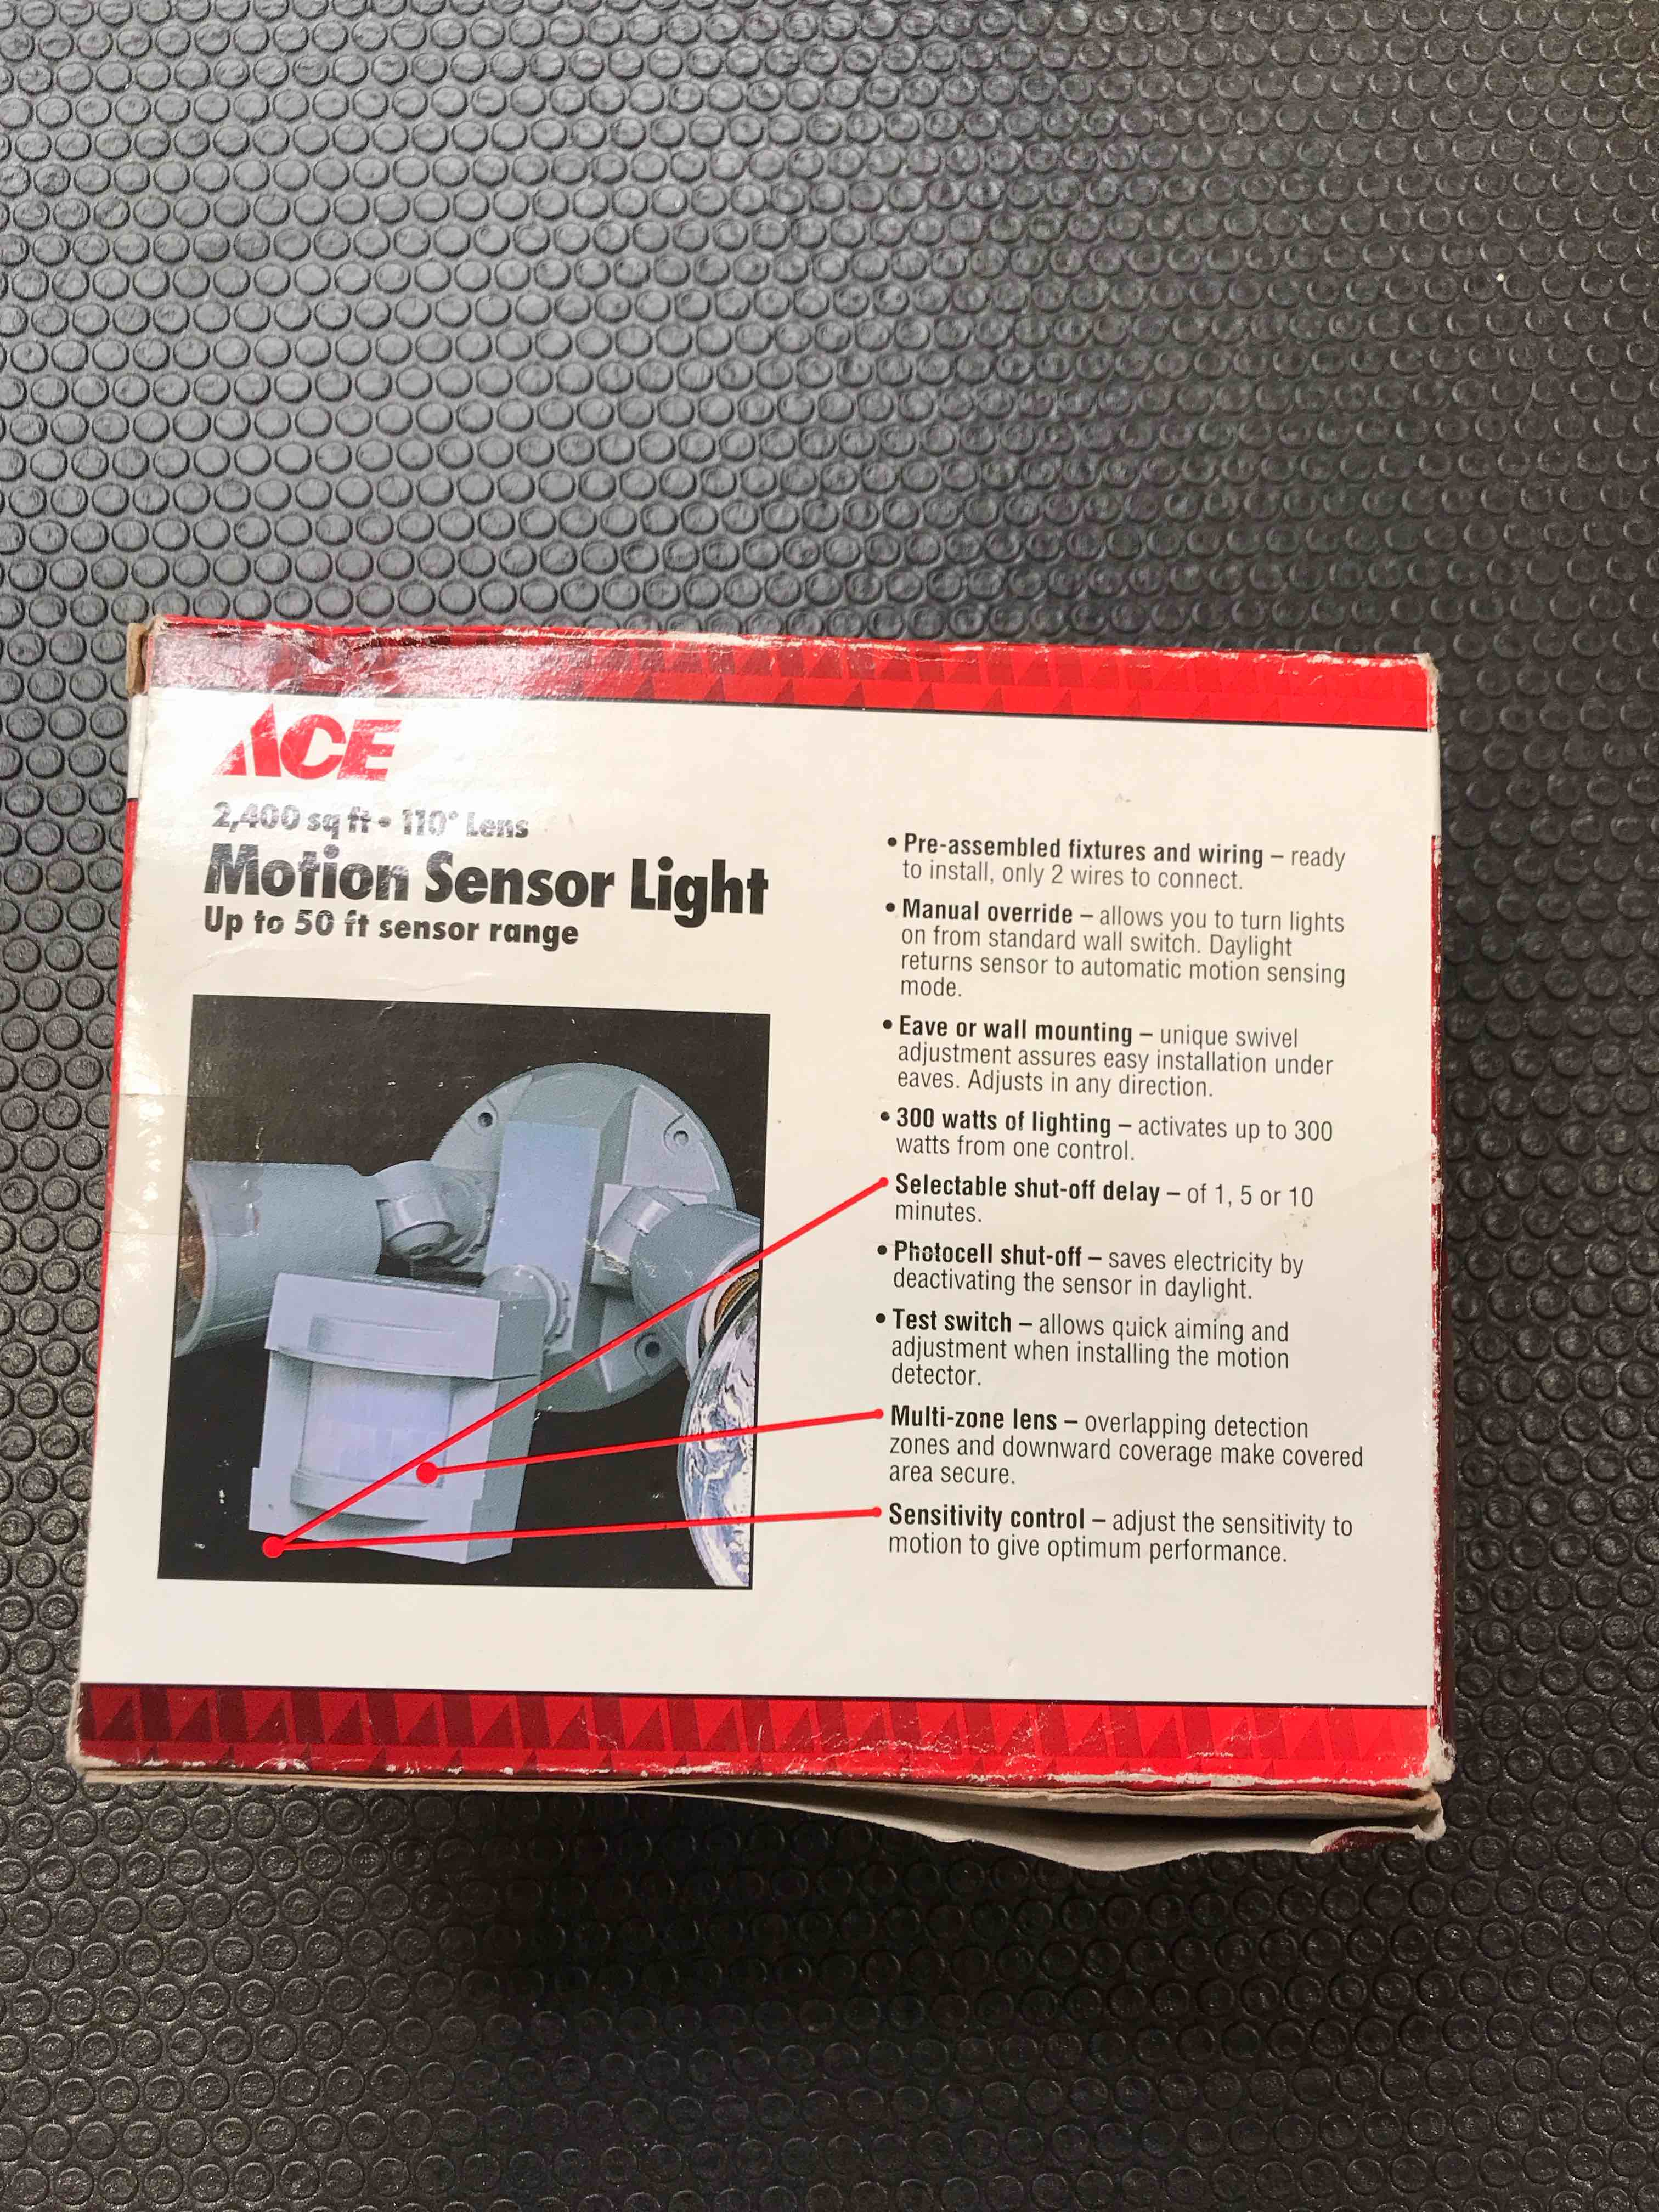 ACE
2,400 sq ft • 110° Lens
Motion Sensor Light
Up to 50 ft sensor range
• Pre-assembled fixtures and wiring – ready
to install, only 2 wires to connect.
• Manual override – allows you to turn lights
on from standard wall switch. Daylight
returns sensor to automatic motion sensing
mode.
• Eave or wall mounting – unique swivel
adjustment assures easy installation under
eaves. Adjusts in any direction.
• 300 watts of lighting – activates up to 300
watts from one control.
Selectable shut-off delay – of 1, 5 or 10
minutes.
• Photocell shut-off – saves electricity by
deactivating the sensor in daylight.
• Test switch – allows quick aiming and
adjustment when installing the motion
detector.
Multi-zone lens – overlapping detection
zones and downward coverage make covered
area secure.
Sensitivity control – adjust the sensitivity to
motion to give optimum performance.